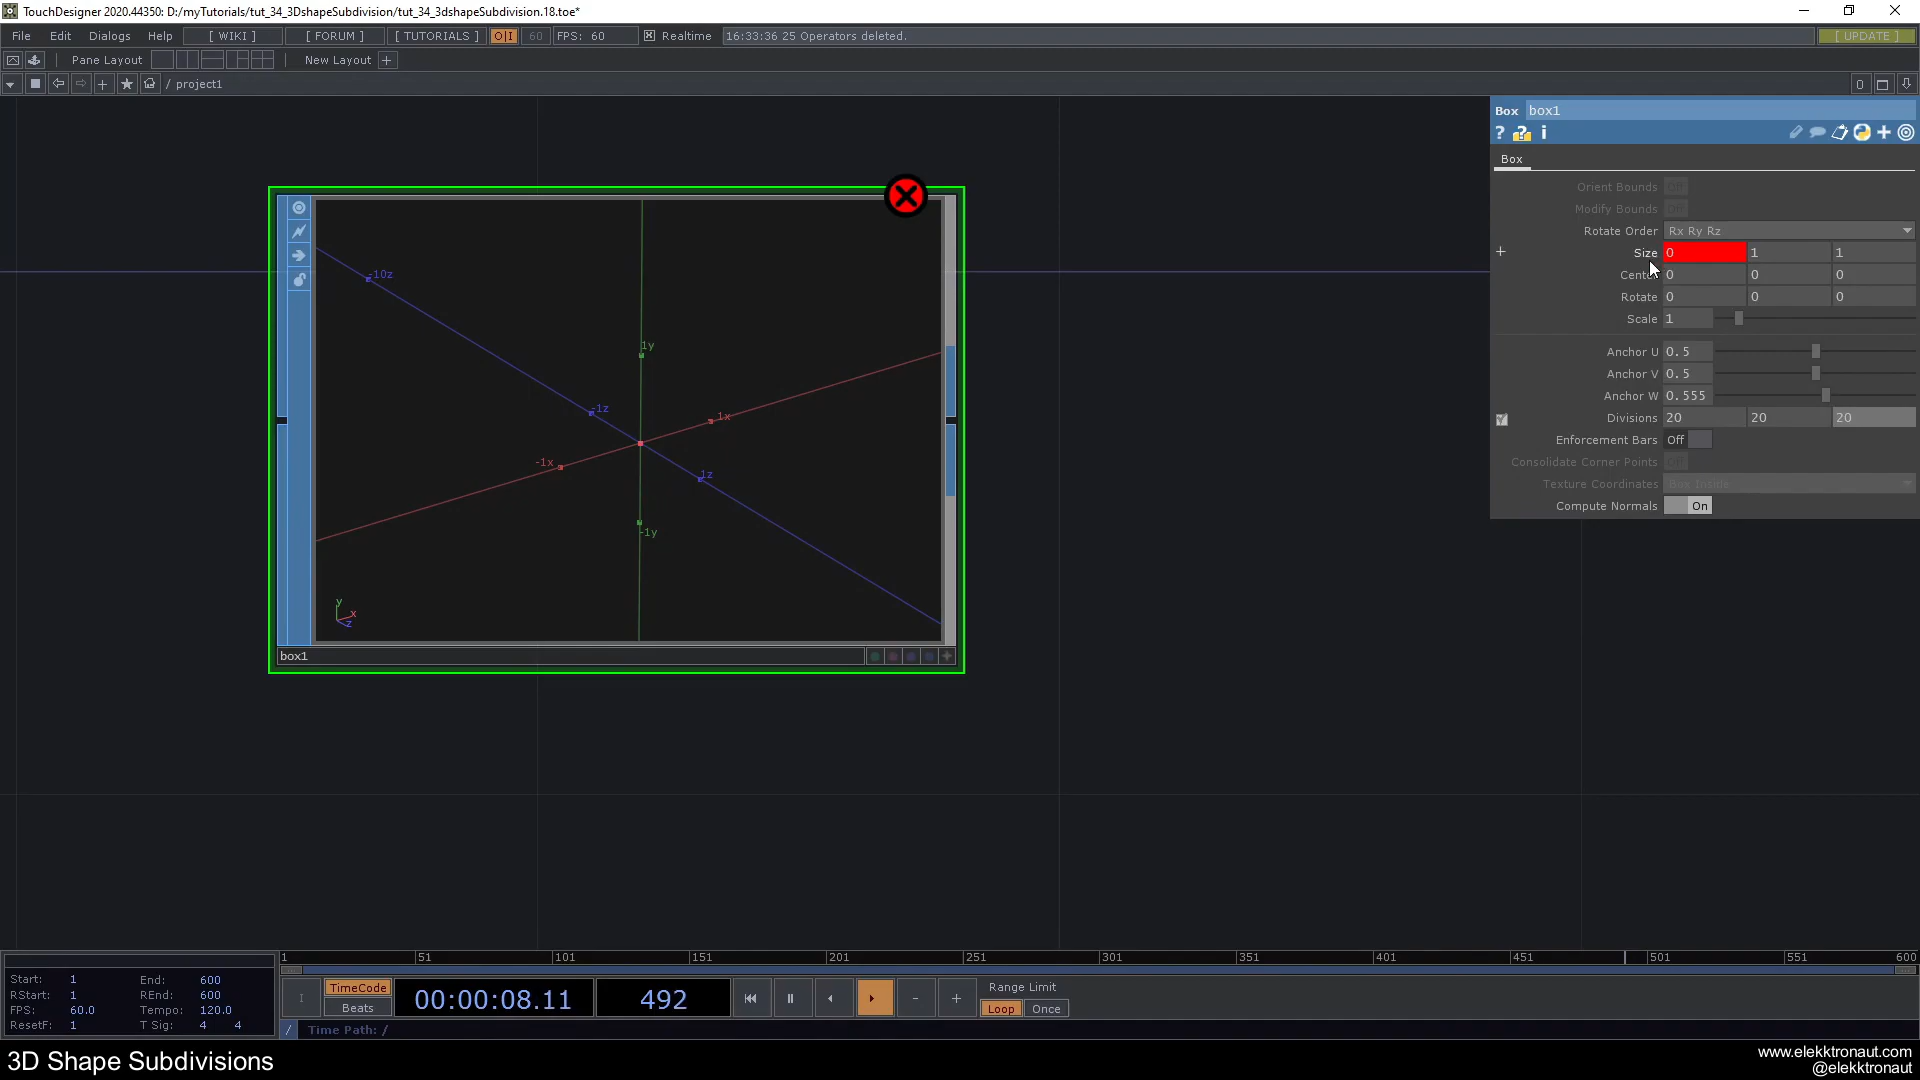 TouchDesigner 2020.44350: D:/myTutorials/tut_34_3DshapeSubdivision/tut_34_3dshapeSubdivision.18.toe*
File Edit Dialogs Help [ WIKI ] [ FORUM ] [ TUTORIALS ] O|I 60 FPS: 60 Realtime 16:33:36 25 Operators deleted. [ UPDATE ]
Pane Layout New Layout +
/ project1 0
Box box1
? ? i
Box
Orient Bounds Off
Modify Bounds Off
Rotate Order Rx Ry Rz
Size 0 1 1
Cente 0 0 0
Rotate 0 0 0
Scale 1
Anchor U 0.5
Anchor V 0.5
Anchor W 0.555
Divisions 20 20 20
Enforcement Bars Off
Consolidate Corner Points
Texture Coordinates Box Inside
Compute Normals On
-10z
1y
-1z
1x
-1x
1z
-1y
y
x
z
box1
1 51 101 151 201 251 301 351 401 451 501 551 600
Start: 1 End: 600
RStart: 1 REnd: 600
FPS: 60.0 Tempo: 120.0
ResetF: 1 T Sig: 4 4
I TimeCode 00:00:08.11 492 - + Range Limit
Beats Loop Once
/ Time Path: /
3D Shape Subdivisions
www.elekktronaut.com
@elekktronaut